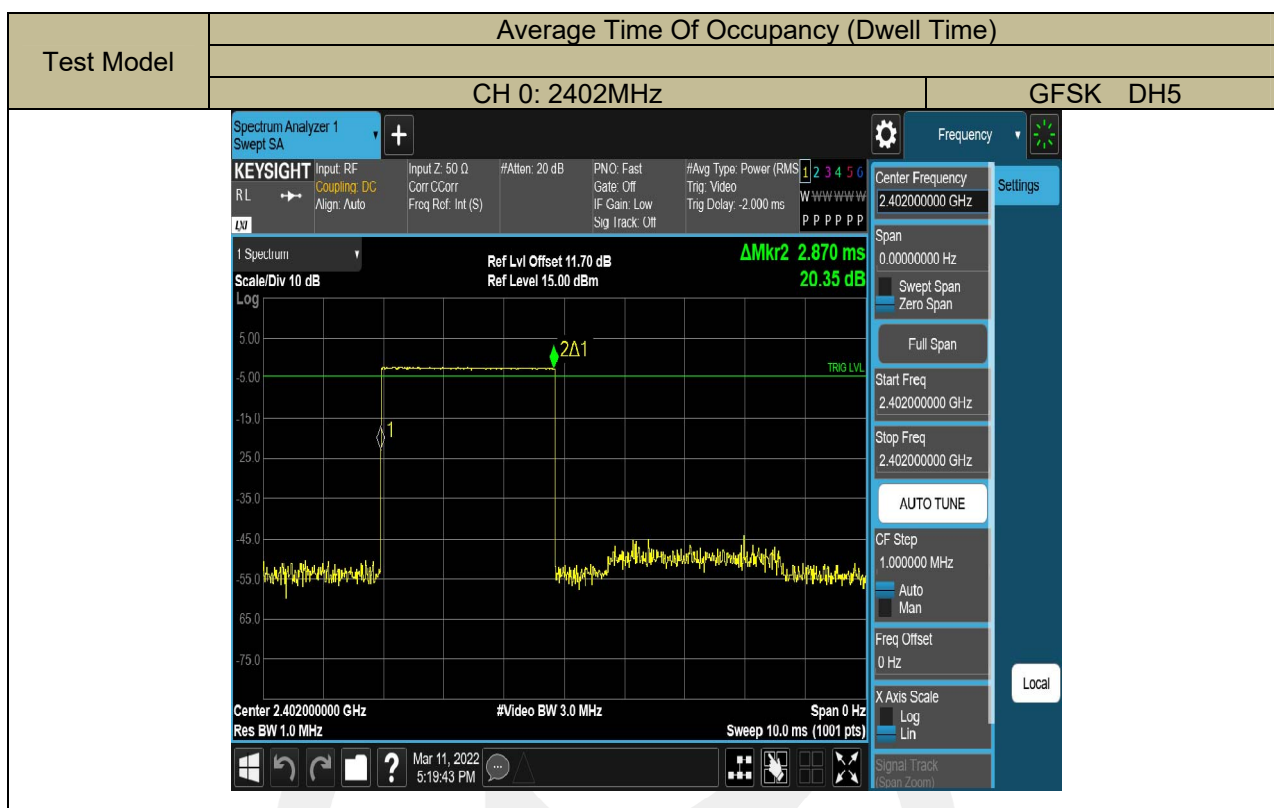 Test Model
Average Time Of Occupancy (Dwell Time)
CH 0: 2402MHz
GFSK DH5
Spectrum Analyzer 1
Swept SA
+
Frequency
KEYSIGHT
RL
LXI
Input: RF
Coupling: DC
Align: Auto
Input Z: 50 Ω
Corr CCorr
Freq Ref: Int (S)
#Atten: 20 dB
PNO: Fast
Gate: Off
IF Gain: Low
Sig Track: Off
#Avg Type: Power (RMS
Trig: Video
Trig Delay: -2.000 ms
1 2 3 4 5 6
W W W W W W
P P P P P P
1 Spectrum
Scale/Div 10 dB
Log
Ref Lvl Offset 11.70 dB
Ref Level 15.00 dBm
ΔMkr2 2.870 ms
20.35 dB
5.00
-5.00
-15.0
25.0
-35.0
-45.0
-55.0
65.0
-75.0
2Δ1
1
TRIG LVL
Center 2.402000000 GHz
Res BW 1.0 MHz
#Video BW 3.0 MHz
Span 0 Hz
Sweep 10.0 ms (1001 pts)
?
Mar 11, 2022
5:19:43 PM
Center Frequency
2.402000000 GHz
Settings
Span
0.00000000 Hz
Swept Span
Zero Span
Full Span
Start Freq
2.402000000 GHz
Stop Freq
2.402000000 GHz
AUTO TUNE
CF Step
1.000000 MHz
Auto
Man
Freq Offset
0 Hz
X Axis Scale
Log
Lin
Signal Track
(Span Zoom)
Local